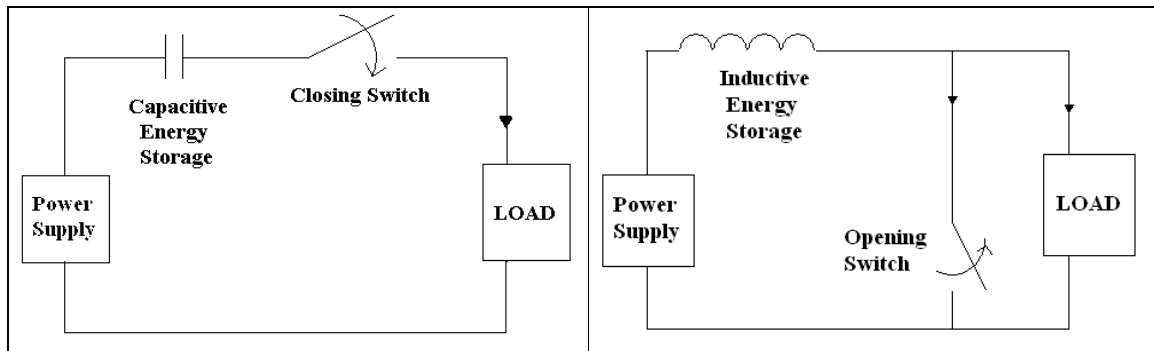 Capacitive
Energy
Storage
Closing Switch
Power
Supply
LOAD
Inductive
Energy
Storage
Power
Supply
Opening
Switch
LOAD